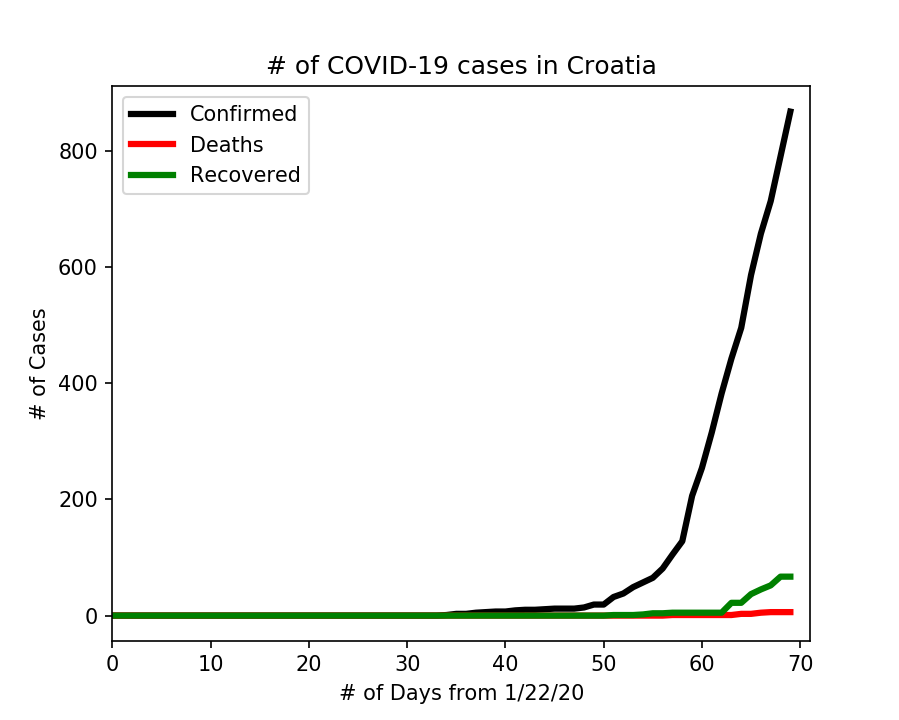 # of COVID-19 cases in Croatia
Confirmed
Deaths
Recovered
# of Cases
800
600
400
200
0
0 10 20 30 40 50 60 70
# of Days from 1/22/20